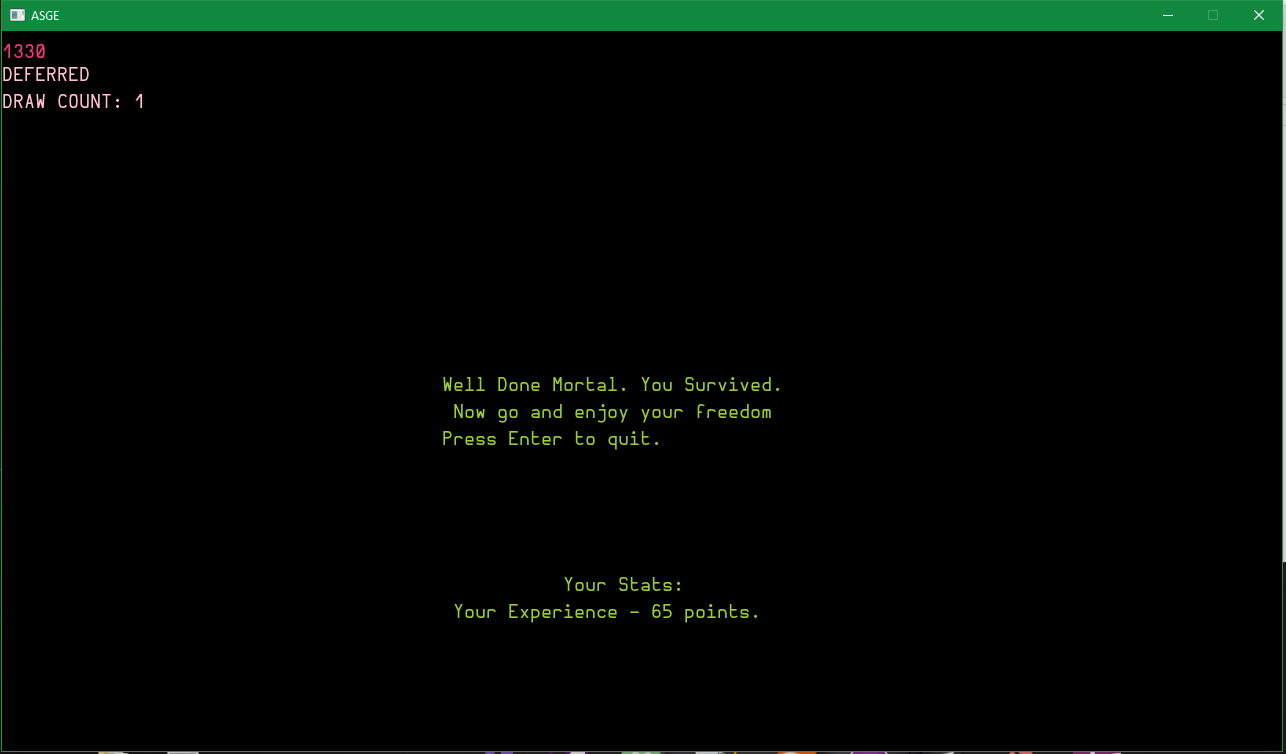 ASGE
1330
DEFERRED
DRAW COUNT: 1
Well Done Mortal. You Survived.
Now go and enjoy your freedom
Press Enter to quit.
Your Stats:
Your Experience - 65 points.